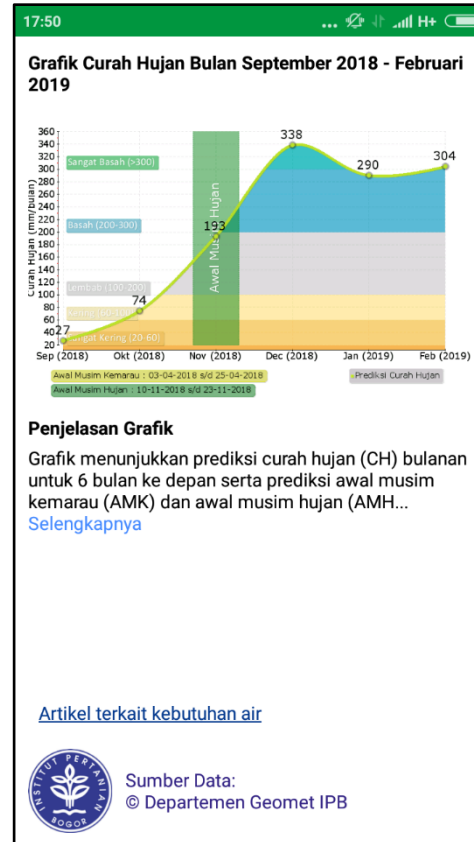 17:50
... H+
Grafik Curah Hujan Bulan September 2018 - Februari
2019
Curah Hujan (mm/bulan)
360
340
320
300
280
260
240
220
200
180
160
140
120
100
80
60
40
20
Sangat Basah (>300)
Basah (200-300)
Lembab (100-200)
Kering (60-100)
Sangat Kering (20-60)
Awal Musim Hujan
27
74
193
338
290
304
Sep (2018) Okt (2018) Nov (2018) Dec (2018) Jan (2019) Feb (2019)
Awal Musim Kemarau : 03-04-2018 s/d 25-04-2018
Prediksi Curah Hujan
Awal Musim Hujan : 10-11-2018 s/d 23-11-2018
Penjelasan Grafik
Grafik menunjukkan prediksi curah hujan (CH) bulanan
untuk 6 bulan ke depan serta prediksi awal musim
kemarau (AMK) dan awal musim hujan (AMH...
Selengkapnya
Artikel terkait kebutuhan air
INSTITUT PERTANIAN
BOGOR
Sumber Data:
© Departemen Geomet IPB